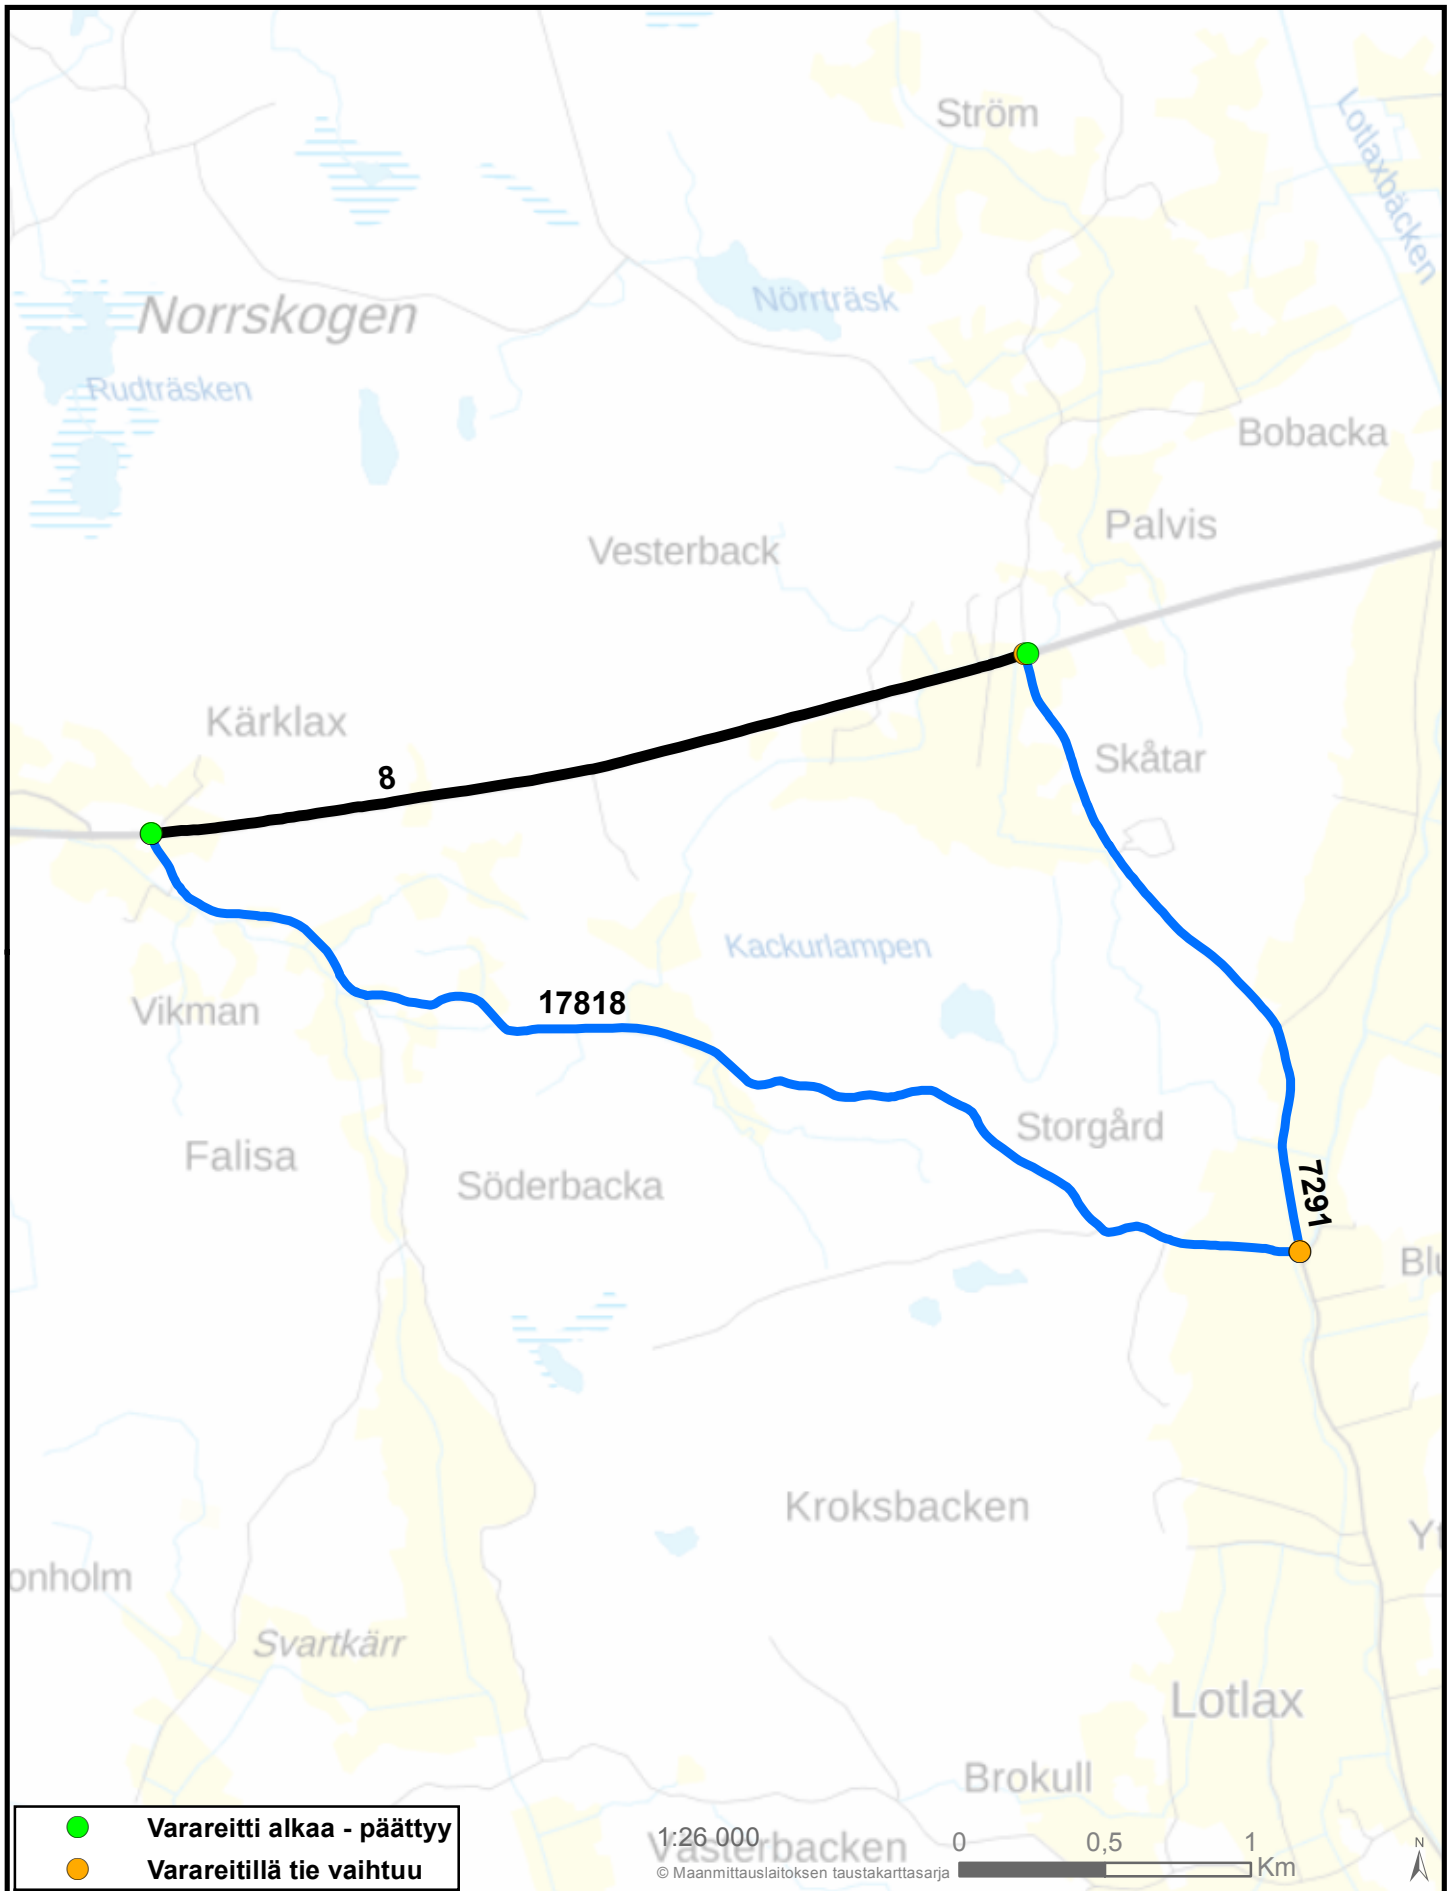 Ström
Lotlaxbäcken
Nörrträsk
Norrskogen
Rudträsken
Bobacka
Palvis
Vesterback
Kärklax
Skåtar
8
Kackurlampen
17818
Vikman
Storgård
Falisa
Söderbacka
7291
Blu
Kroksbacken
Yt
onholm
Svartkärr
Lotlax
Brokull
Varareitti alkaa - päättyy
Varareitillä tie vaihtuu
1:26 000
Västerbacken
© Maanmittauslaitoksen taustakarttasarja
0 0,5 1
Km
N